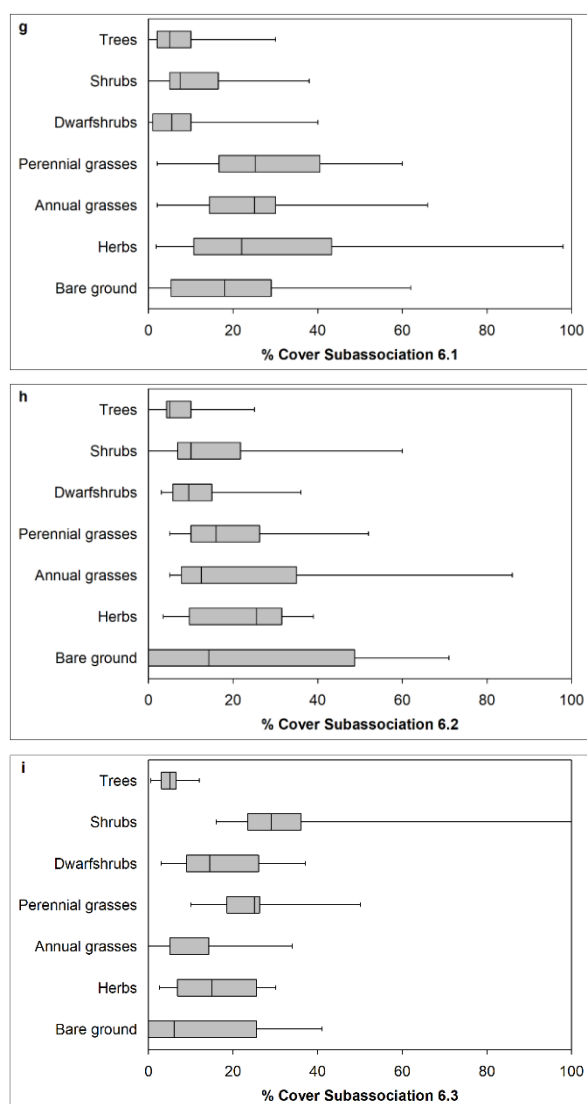 g
Trees
Shrubs
Dwarfshrubs
Perennial grasses
Annual grasses
Herbs
Bare ground
0 20 40 60 80 100
% Cover Subassociation 6.1
h
Trees
Shrubs
Dwarfshrubs
Perennial grasses
Annual grasses
Herbs
Bare ground
0 20 40 60 80 100
% Cover Subassociation 6.2
i
Trees
Shrubs
Dwarfshrubs
Perennial grasses
Annual grasses
Herbs
Bare ground
0 20 40 60 80 100
% Cover Subassociation 6.3